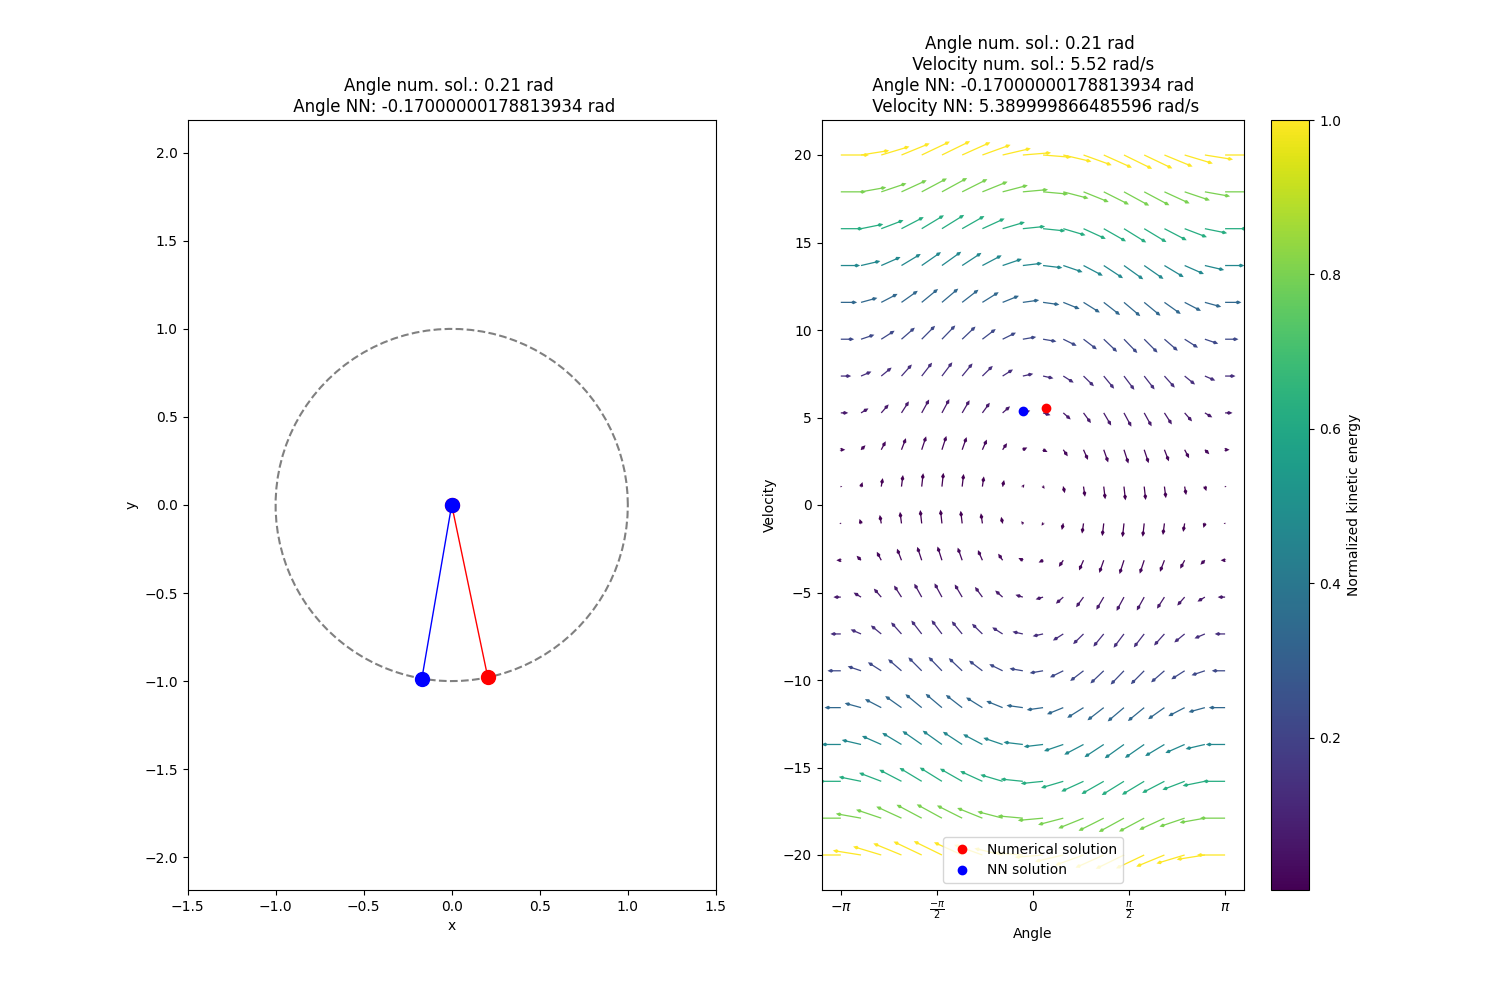 Angle num. sol.: 0.21 rad
Angle NN: -0.17000000178813934 rad
2.0
1.5
1.0
0.5
0.0
−0.5
−1.0
−1.5
−2.0
y
−1.5
−1.0
−0.5
0.0
0.5
1.0
1.5
x
Angle num. sol.: 0.21 rad
Velocity num. sol.: 5.52 rad/s
Angle NN: -0.17000000178813934 rad
Velocity NN: 5.389999866485596 rad/s
20
15
10
5
0
−5
−10
−15
−20
Velocity
Numerical solution
NN solution
−π
−π/2
0
π/2
π
Angle
1.0
0.8
0.6
0.4
0.2
Normalized kinetic energy